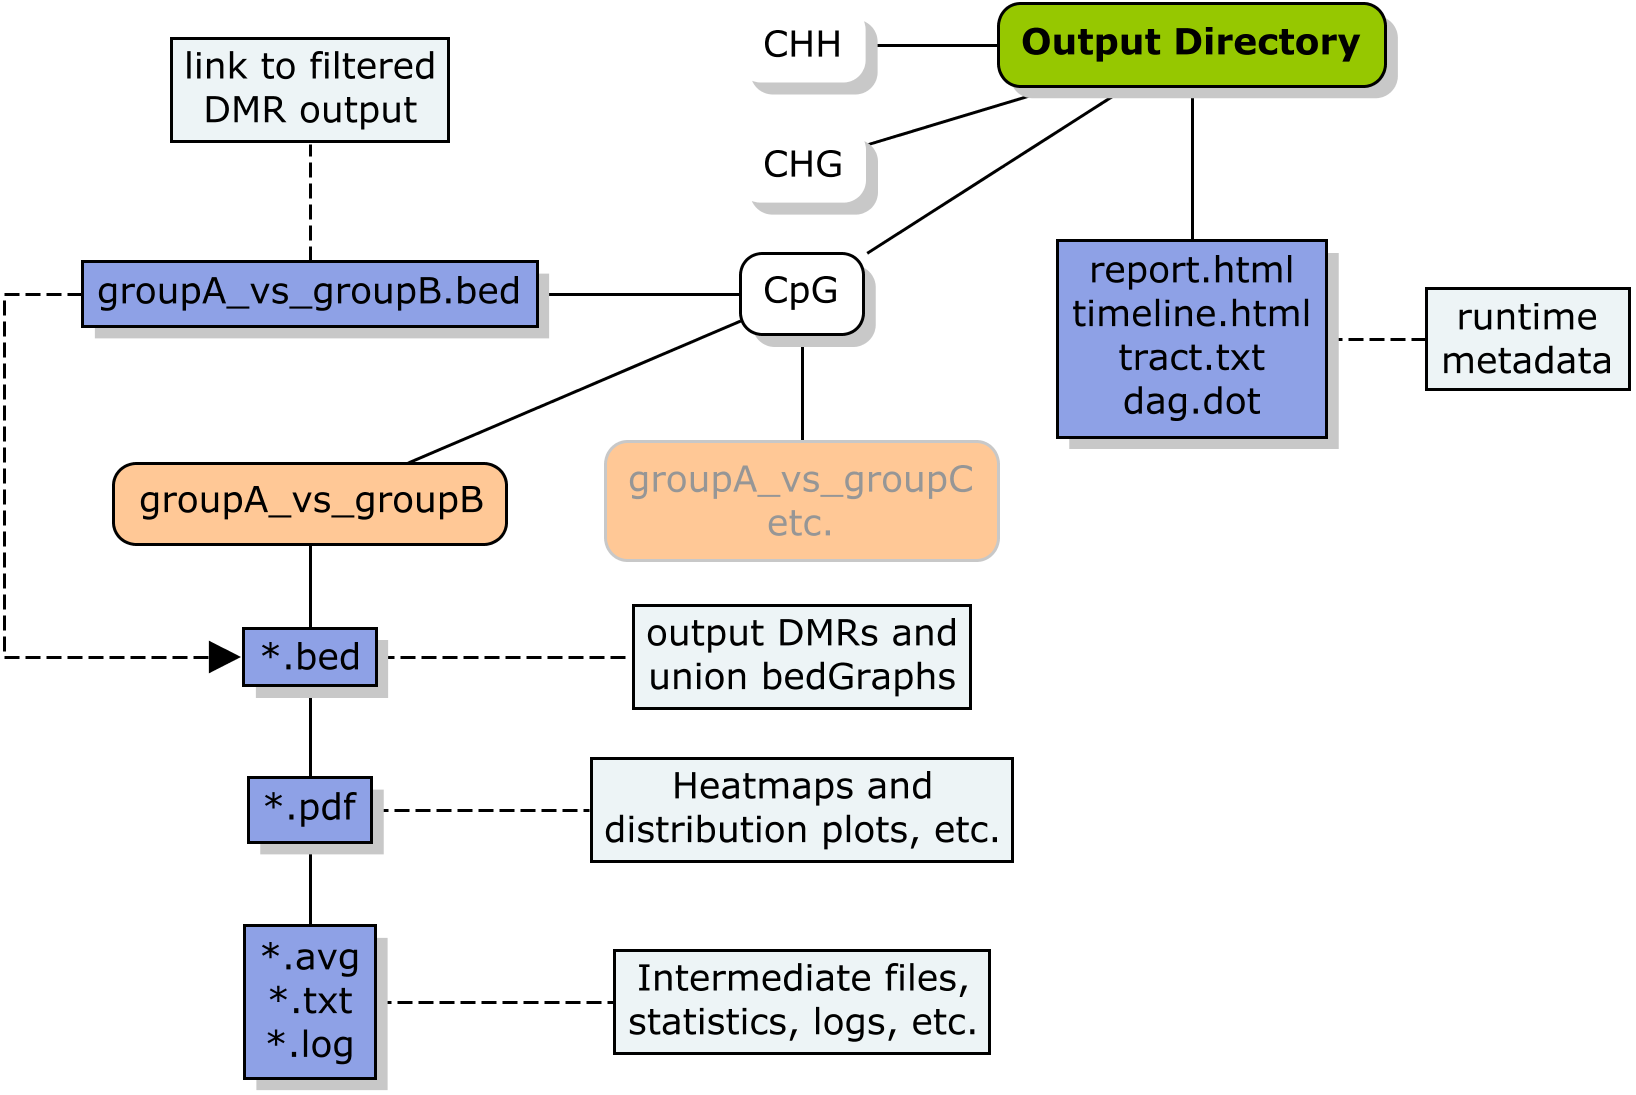 CHH
Output Directory
link to filtered
DMR output
CHG
groupA_vs_groupB.bed
CpG
report.html
timeline.html
tract.txt
dag.dot
runtime
metadata
groupA_vs_groupB
groupA_vs_groupC
etc.
*.bed
output DMRs and
union bedGraphs
*.pdf
Heatmaps and
distribution plots, etc.
*.avg
*.txt
*.log
Intermediate files,
statistics, logs, etc.